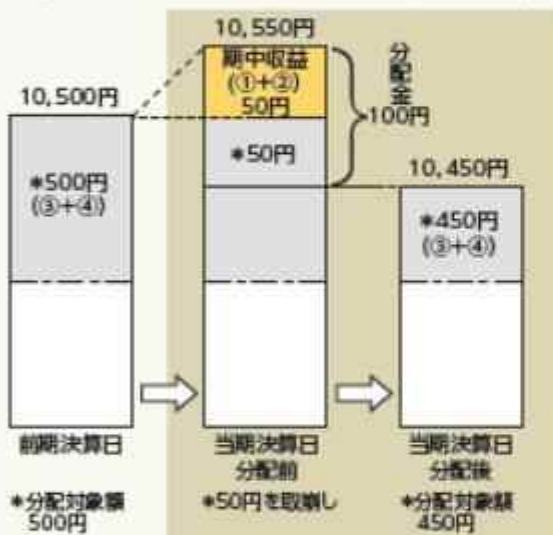 10,550円
期中収益
(①+②)
50円
分配金
100円
10,500円
*50円
10,450円
*500円
(③+④)
*450円
(③+④)
前期決算日
当期決算日
分配前
当期決算日
分配後
*分配対象額
500円
*50円を取崩し
*分配対象額
450円